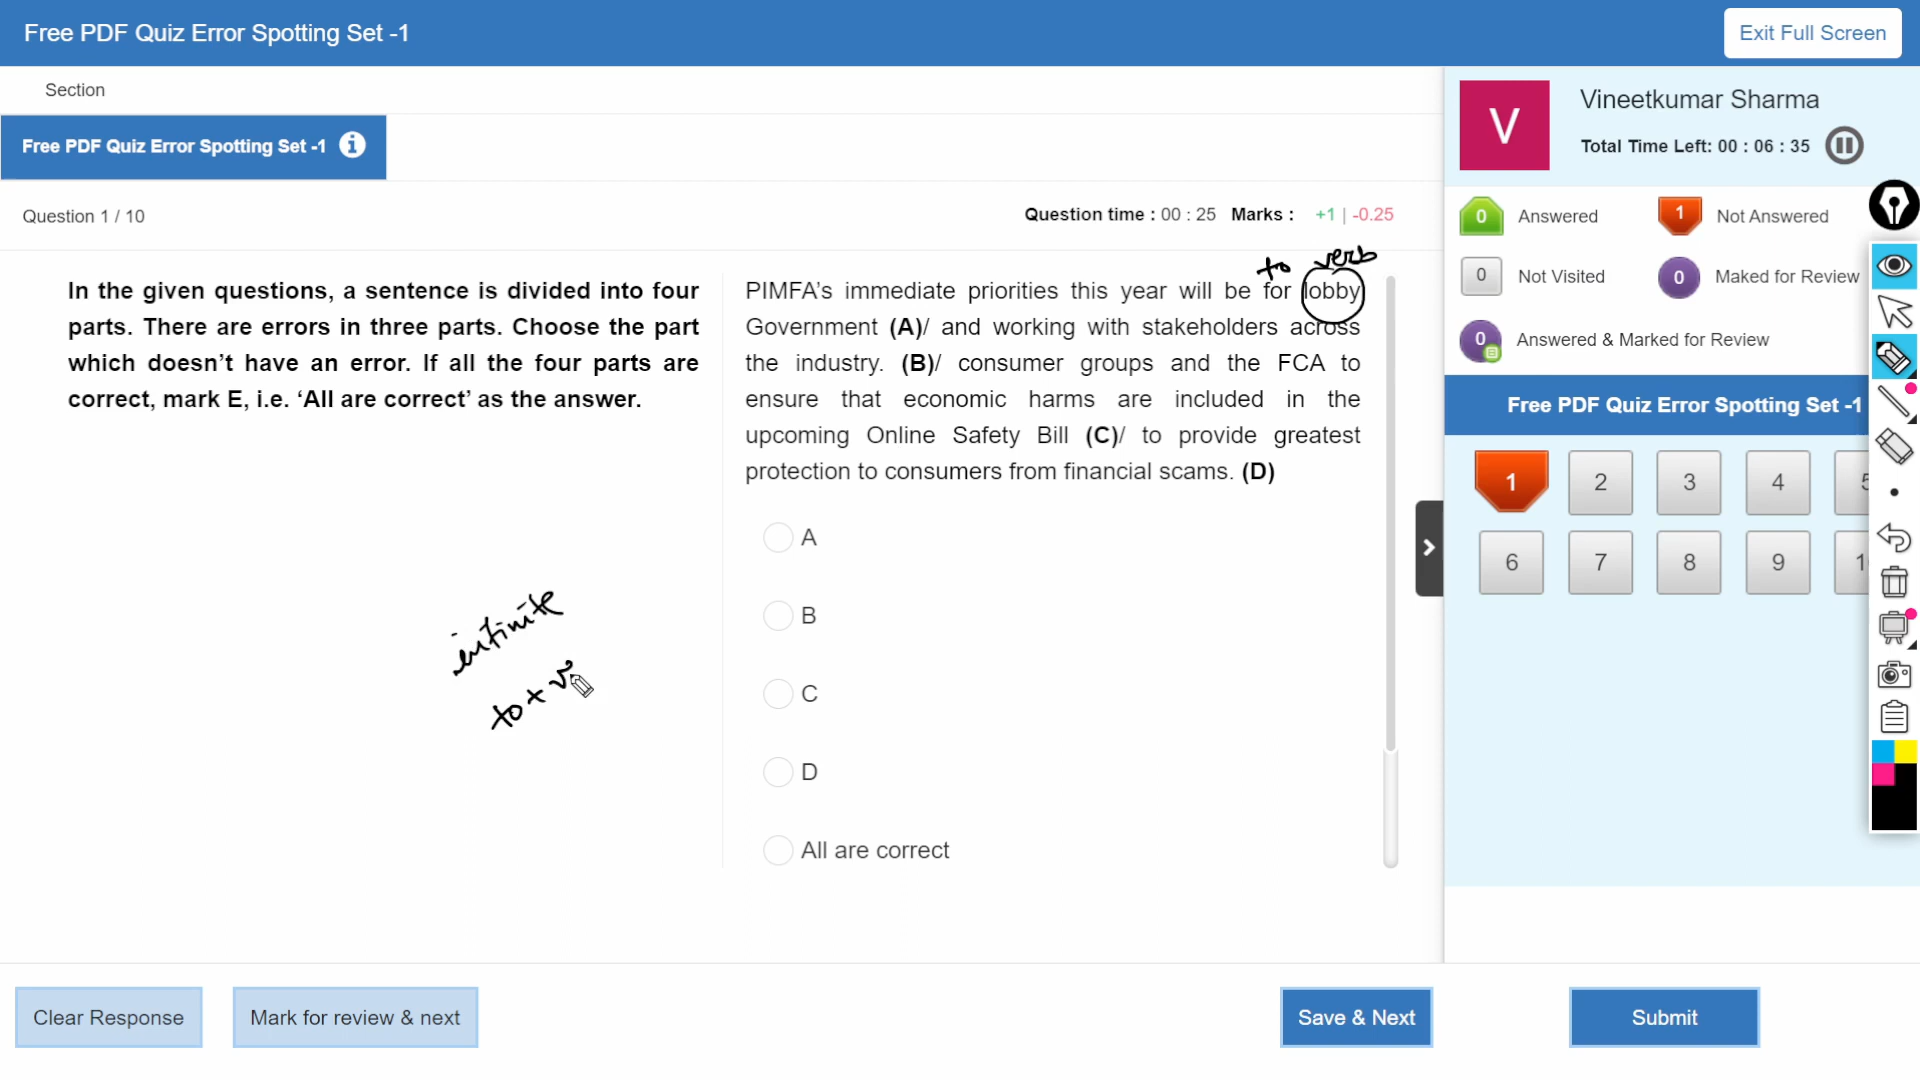 Free PDF Quiz Error Spotting Set -1
Exit Full Screen
Section
Free PDF Quiz Error Spotting Set -1
V
Vineetkumar Sharma
Total Time Left: 00 : 06 : 35
Question 1 / 10
Question time : 00 : 25 Marks : +1 | -0.25
0 Answered
1 Not Answered
0 Not Visited
0 Maked for Review
0 Answered & Marked for Review
In the given questions, a sentence is divided into four
parts. There are errors in three parts. Choose the part
which doesn't have an error. If all the four parts are
correct, mark E, i.e. ‘All are correct’ as the answer.
to verb
PIMFA's immediate priorities this year will be for lobby
Government (A)/ and working with stakeholders across
the industry. (B)/ consumer groups and the FCA to
ensure that economic harms are included in the
upcoming Online Safety Bill (C)/ to provide greatest
protection to consumers from financial scams. (D)
A
B
C
D
All are correct
infinite
to + v
Free PDF Quiz Error Spotting Set -1
1 2 3 4 5
6 7 8 9
Clear Response
Mark for review & next
Save & Next
Submit